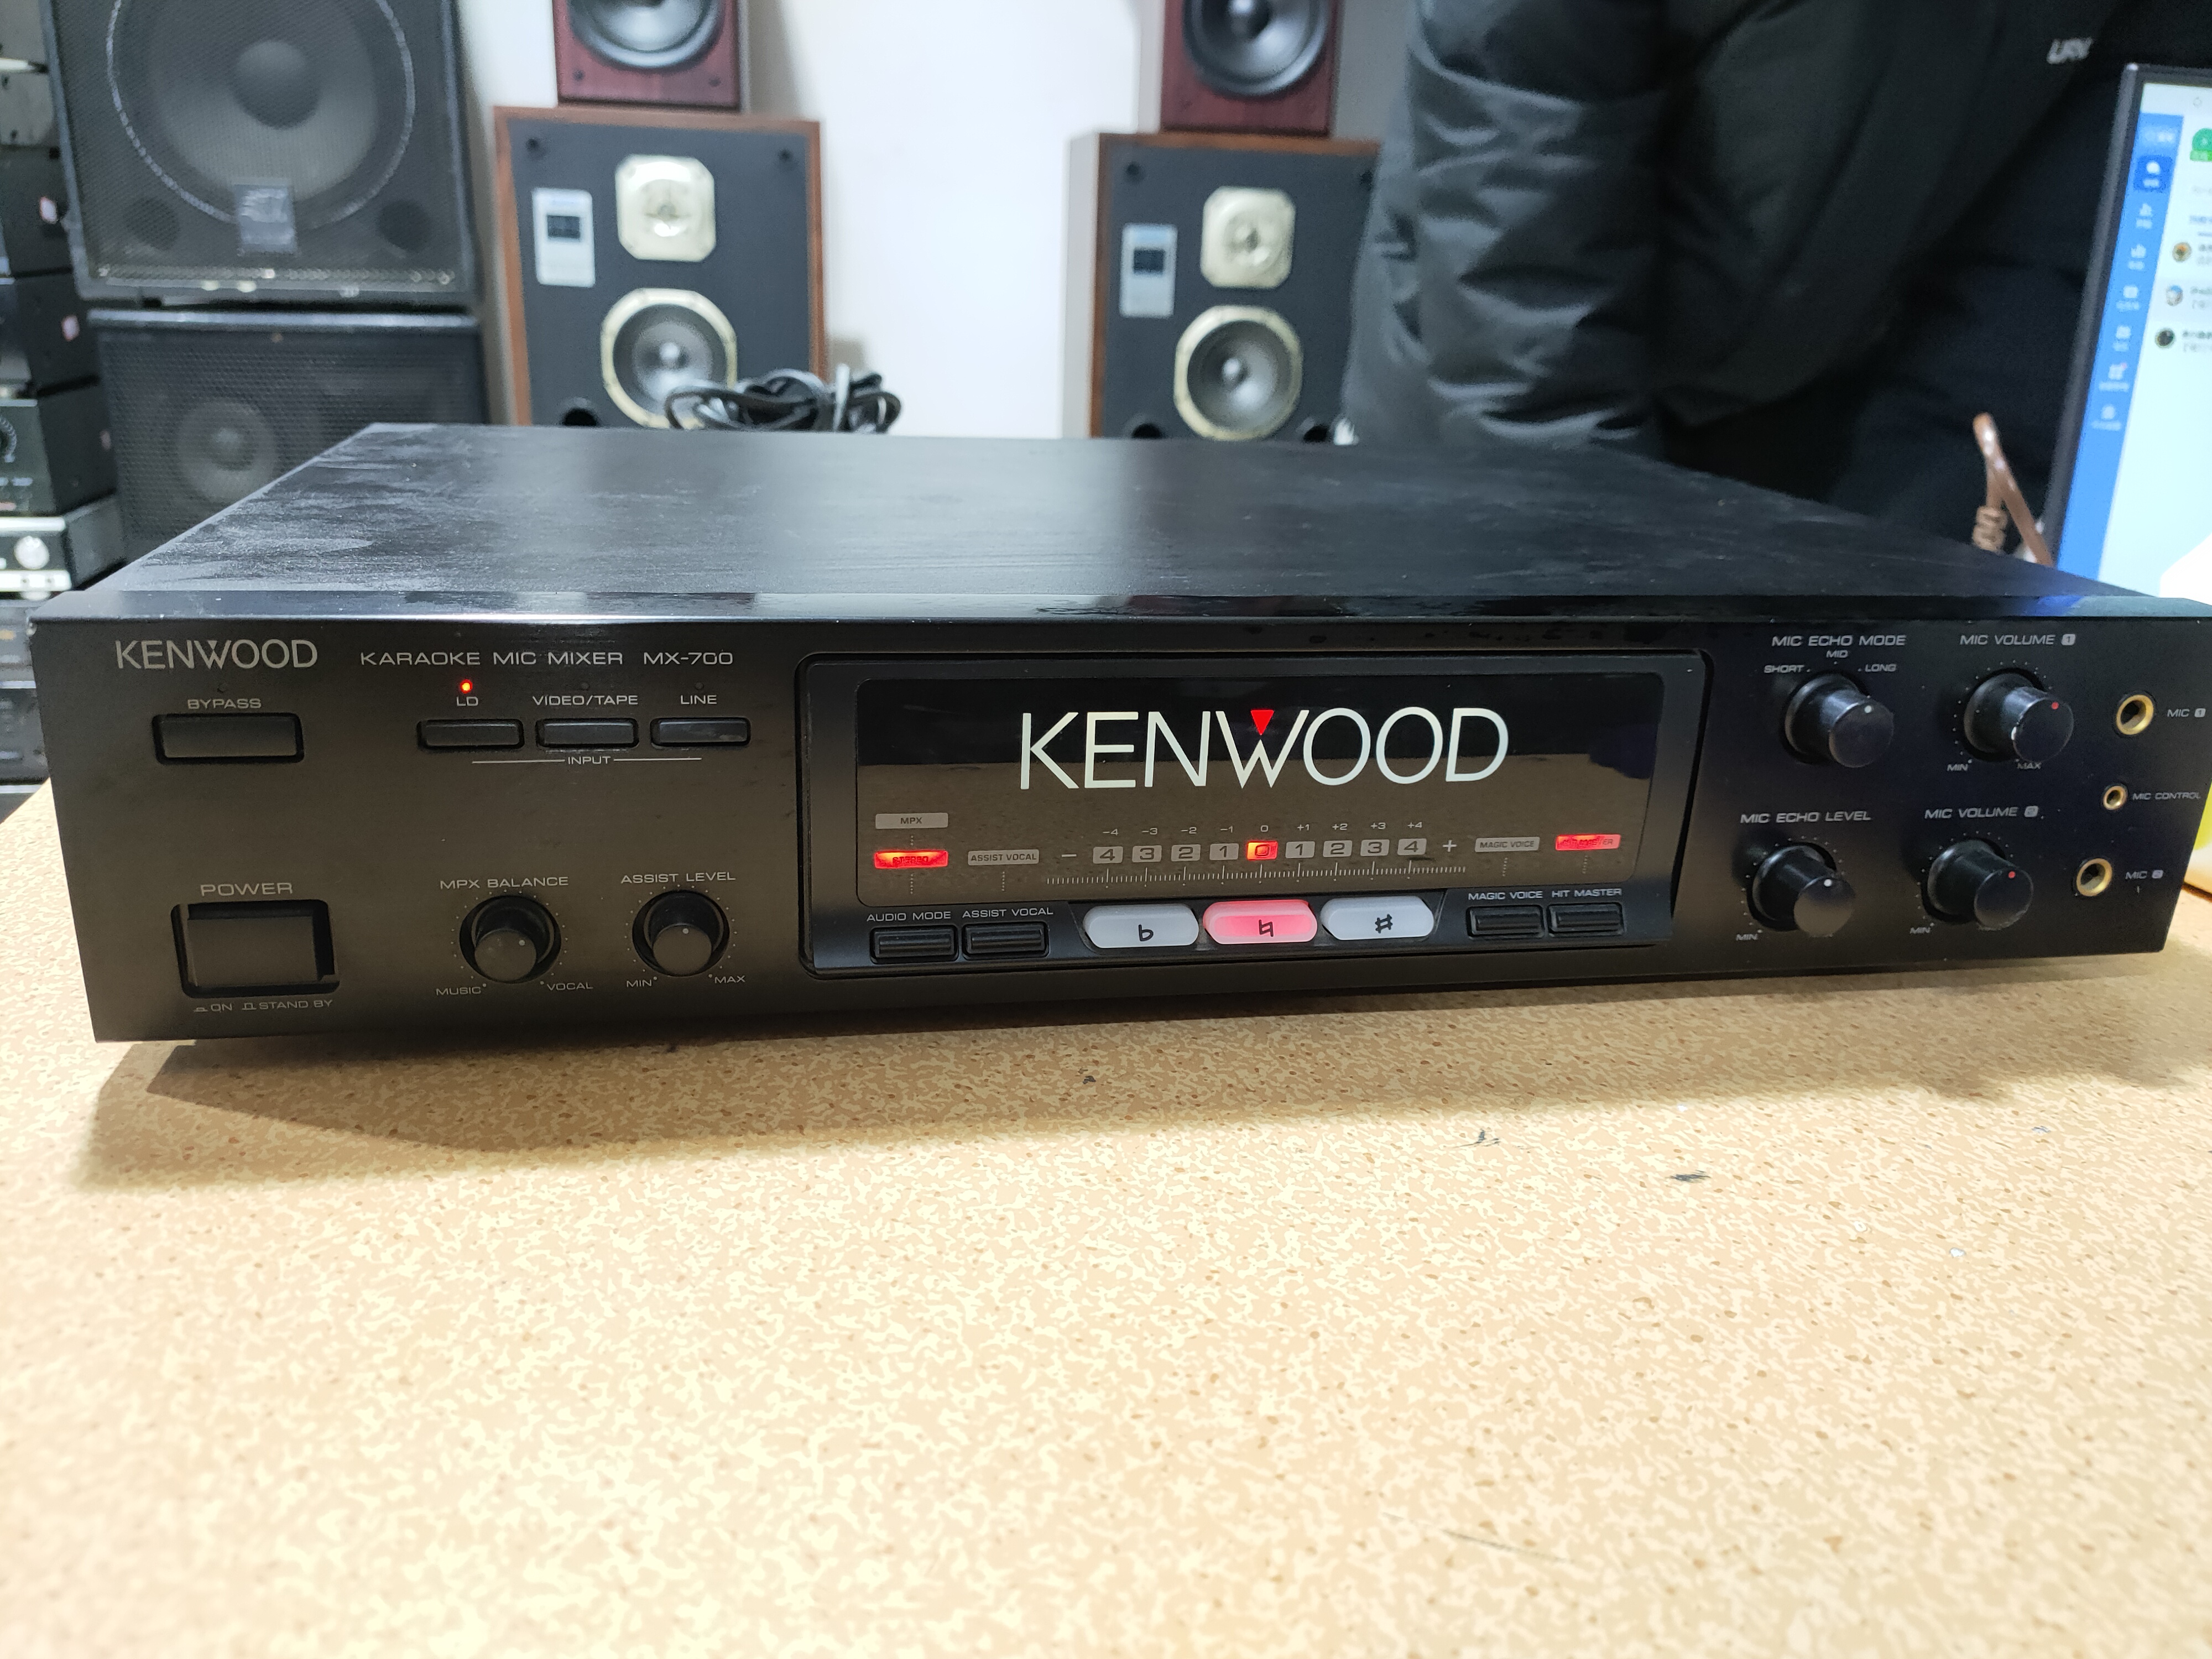 KENWOOD KARAOKE MIC MIXER MX-700
BYPASS
LD VIDEO/TAPE LINE
INPUT
POWER
ON STAND BY
MPX BALANCE
MUSIC VOCAL
ASSIST LEVEL
MIN MAX
KENWOOD
MPX
STEREO
ASSIST VOCAL
-4 -3 -2 -1 0 +1 +2 +3 +4
− 4 3 2 1 0 1 2 3 4 +
MAGIC VOICE
AUDIO MODE ASSIST VOCAL
♭ ♮ ♯
MAGIC VOICE HIT MASTER
MIC ECHO MODE
SHORT MID LONG
MIC VOLUME 1
MIN MAX
MIC 1
MIC CONTROL
MIC ECHO LEVEL
MIN
MIC VOLUME 2
MIN
MIC 2